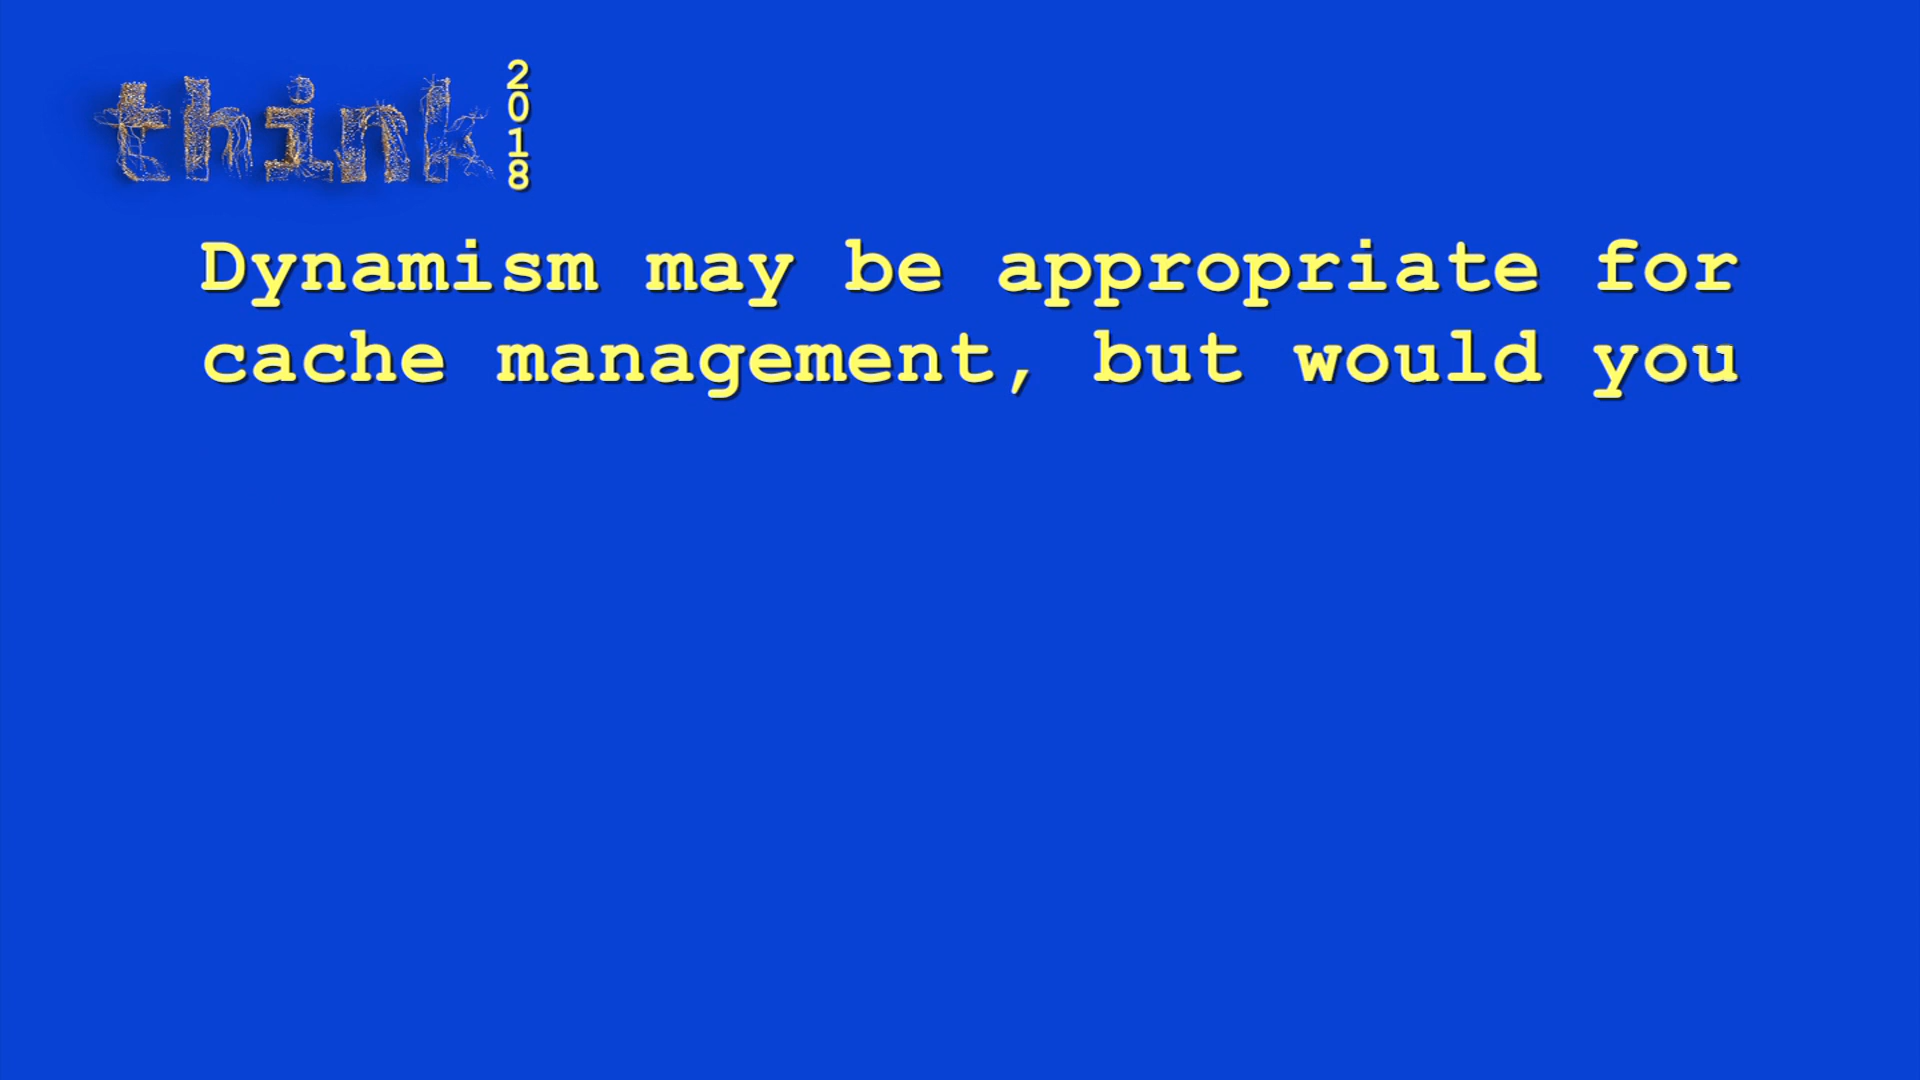 think
2018
Dynamism may be appropriate for
cache management, but would you